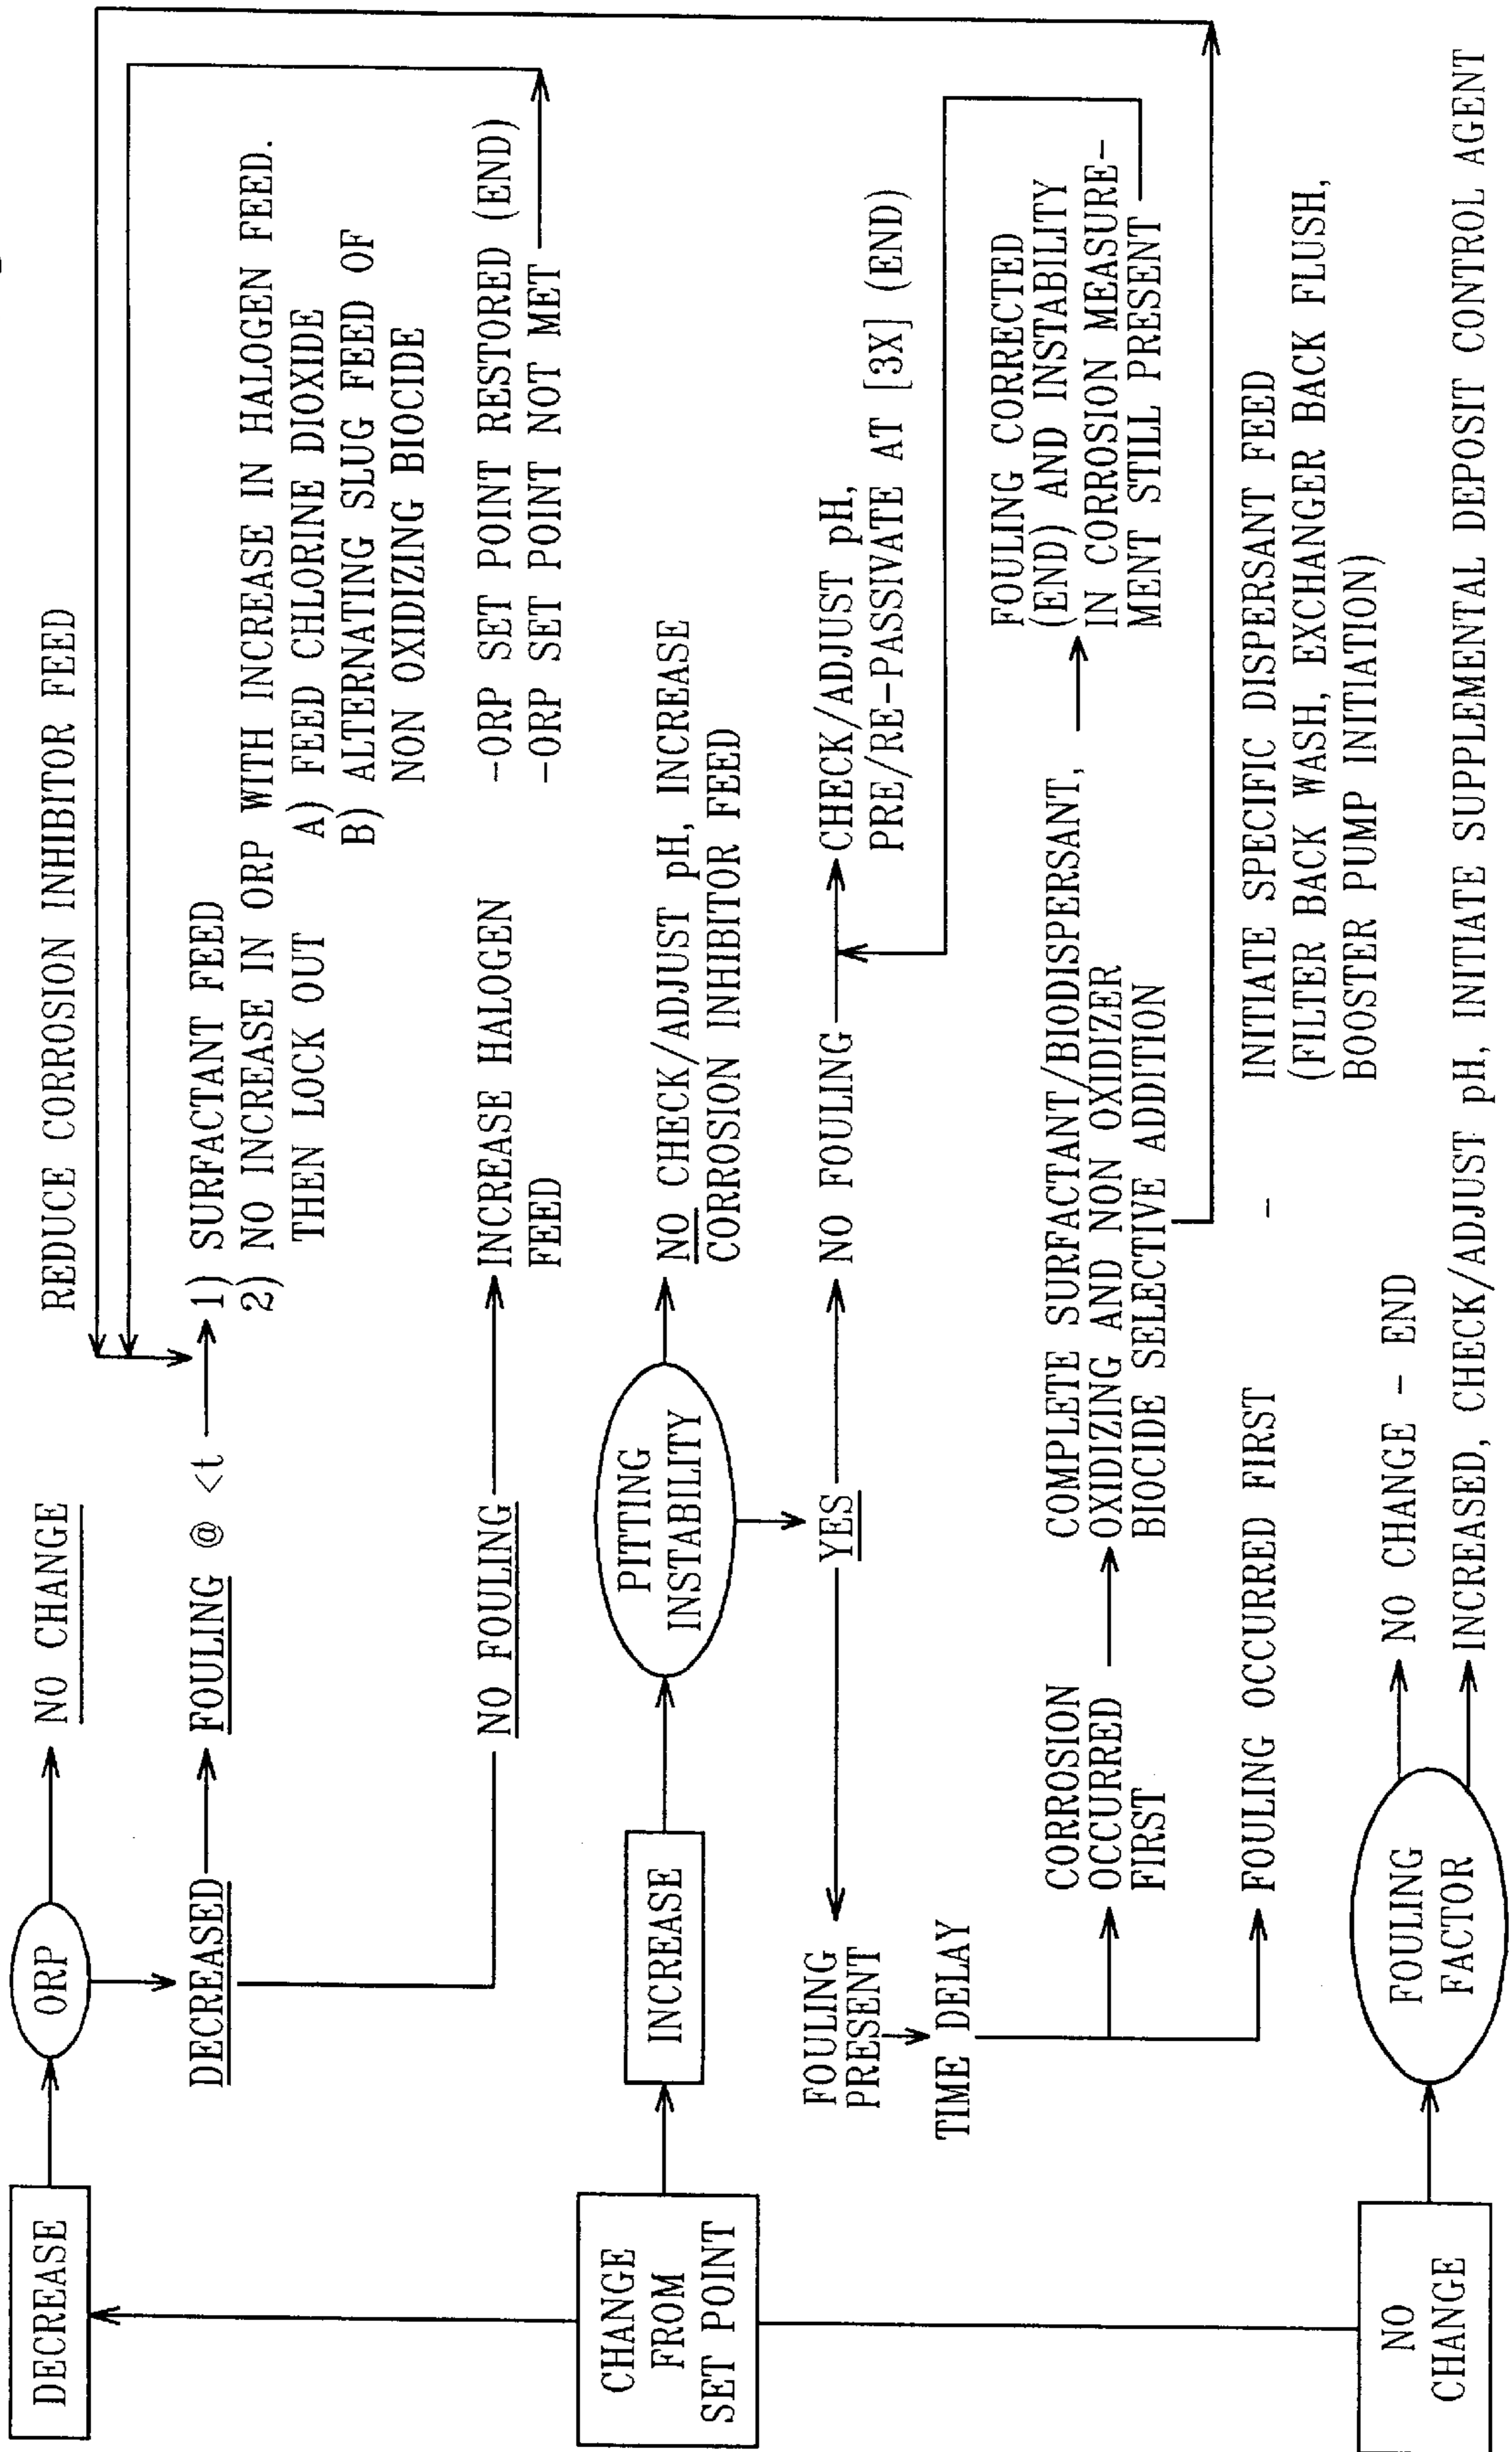 DECREASE
ORP
NO CHANGE
REDUCE CORROSION INHIBITOR FEED
DECREASED
FOULING @ <t
1) SURFACTANT FEED
2) NO INCREASE IN ORP WITH INCREASE IN HALOGEN FEED.
THEN LOCK OUT
A) FEED CHLORINE DIOXIDE
B) ALTERNATING SLUG FEED OF
NON OXIDIZING BIOCIDE
NO FOULING
INCREASE HALOGEN
FEED
-ORP SET POINT RESTORED (END)
-ORP SET POINT NOT MET
CHANGE
FROM
SET POINT
INCREASE
PITTING
INSTABILITY
NO CHECK/ADJUST pH, INCREASE
CORROSION INHIBITOR FEED
YES
NO FOULING
CHECK/ADJUST pH,
PRE/RE-PASSIVATE AT [3X] (END)
FOULING
PRESENT
TIME DELAY
CORROSION
OCCURRED
FIRST
COMPLETE SURFACTANT/BIODISPERSANT,
OXIDIZING AND NON OXIDIZER
BIOCIDE SELECTIVE ADDITION
FOULING CORRECTED
(END) AND INSTABILITY
IN CORROSION MEASURE-
MENT STILL PRESENT
FOULING OCCURRED FIRST
- INITIATE SPECIFIC DISPERSANT FEED
(FILTER BACK WASH, EXCHANGER BACK FLUSH,
BOOSTER PUMP INITIATION)
NO
CHANGE
FOULING
FACTOR
NO CHANGE - END
INCREASED, CHECK/ADJUST pH, INITIATE SUPPLEMENTAL DEPOSIT CONTROL AGENT